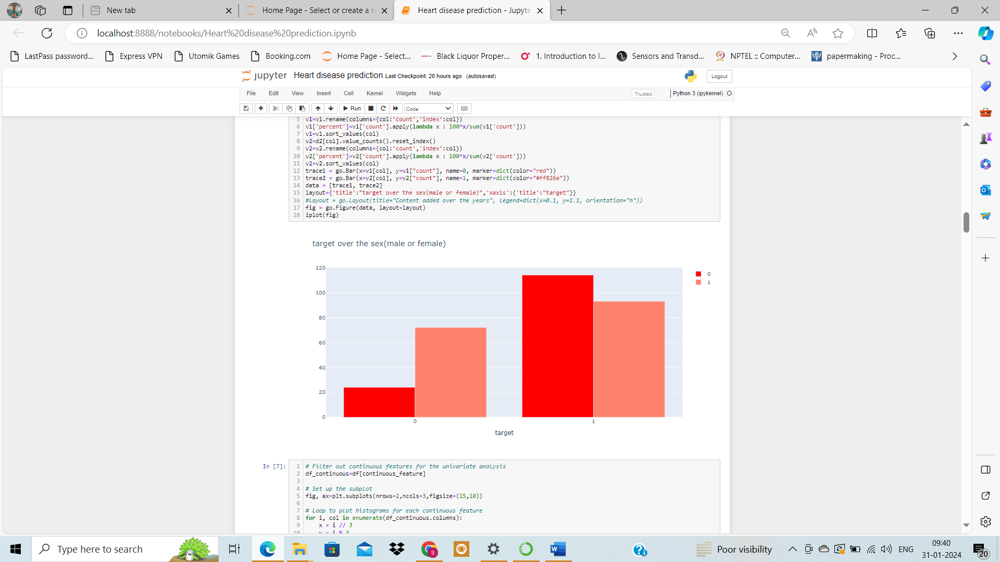 New tab
Home Page - Select or create a n
Heart disease prediction - Jupyte
localhost:8888/notebooks/Heart%20disease%20prediction.ipynb
LastPass password...
Express VPN
Utomik Games
Booking.com
Home Page - Select...
Black Liquor Proper...
1. Introduction to I...
Sensors and Transd...
NPTEL :: Computer...
papermaking - Proc...
jupyter Heart disease prediction Last Checkpoint: 20 hours ago (autosaved)
Logout
File Edit View Insert Cell Kernel Widgets Help
Trusted
Python 3 (ipykernel)
Run
Code
5 v1=v1.rename(columns={col:'count','index':col})
6 v1['percent']=v1['count'].apply(lambda x : 100*x/sum(v1['count']))
7 v1=v1.sort_values(col)
8 v2=d2[col].value_counts().reset_index()
9 v2=v2.rename(columns={col:'count','index':col})
10 v2['percent']=v2['count'].apply(lambda x : 100*x/sum(v2['count']))
11 v2=v2.sort_values(col)
12 trace1 = go.Bar(x=v1[col], y=v1["count"], name=0, marker=dict(color="red"))
13 trace2 = go.Bar(x=v2[col], y=v2["count"], name=1, marker=dict(color="#ff826e"))
14 data = [trace1, trace2]
15 layout={'title':"target over the sex(male or female)",'xaxis':{'title':"target"}}
16 #layout = go.Layout(title="Content added over the years", legend=dict(x=0.1, y=1.1, orientation="h"))
17 fig = go.Figure(data, layout=layout)
18 iplot(fig)
target over the sex(male or female)
120
100
80
60
40
20
0
0 1
target
0
1
In [7]:
1 # Filter out continuous features for the univariate analysis
2 df_continuous=df[continuous_feature]
3
4 # Set up the subplot
5 fig, ax=plt.subplots(nrows=2,ncols=3,figsize=(15,10))
6
7 # Loop to plot histograms for each continuous feature
8 for i, col in enumerate(df_continuous.columns):
9 x = i // 3
10 y = i % 3
Type here to search
Poor visibility
ENG
09:40
31-01-2024
20